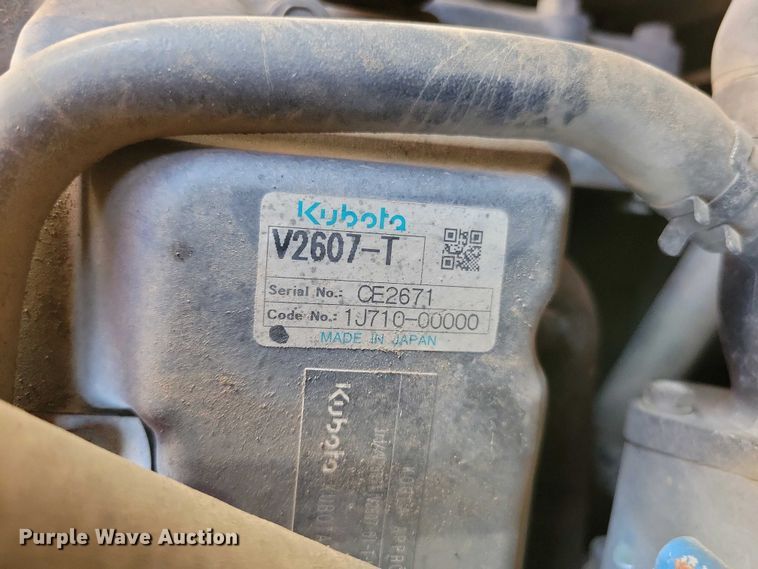 Kubota
V2607-T
Serial No.: CE2671
Code No.: 1J710-00000
MADE IN JAPAN
Kubota
Purple Wave Auction